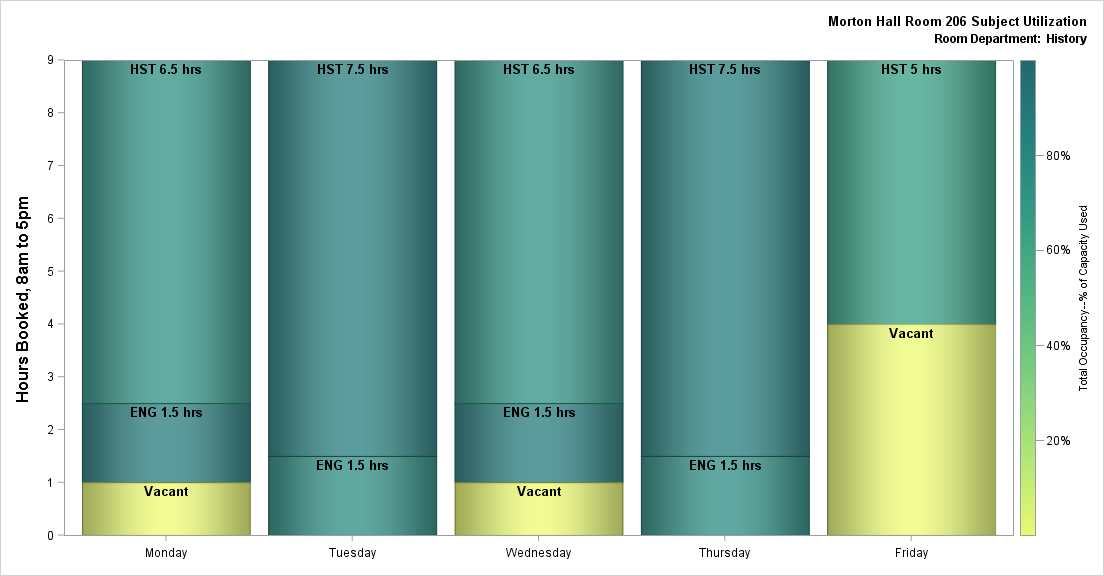 Morton Hall Room 206 Subject Utilization
Room Department: History
Hours Booked, 8am to 5pm
9
8
7
6
5
4
3
2
1
0
HST 6.5 hrs
ENG 1.5 hrs
Vacant
HST 7.5 hrs
ENG 1.5 hrs
HST 6.5 hrs
ENG 1.5 hrs
Vacant
HST 7.5 hrs
ENG 1.5 hrs
HST 5 hrs
Vacant
Monday
Tuesday
Wednesday
Thursday
Friday
80%
60%
40%
20%
Total Occupancy--% of Capacity Used